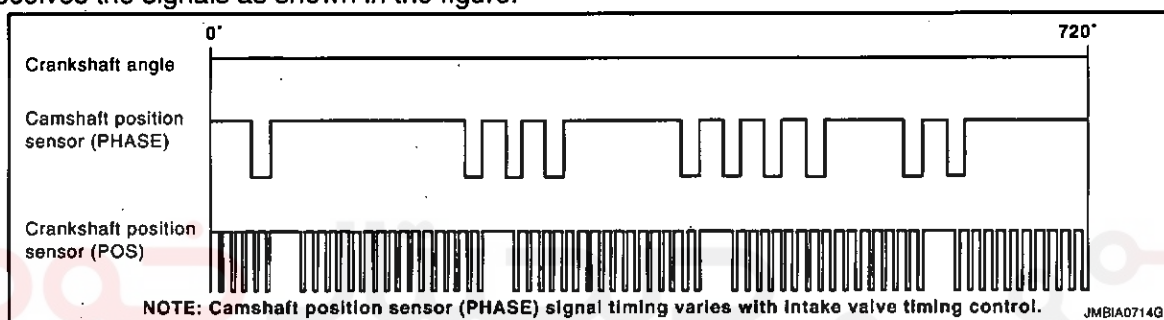 receives the signals as shown in the figure.
0° 720°
Crankshaft angle
Camshaft position
sensor (PHASE)
Crankshaft position
sensor (POS)
NOTE: Camshaft position sensor (PHASE) signal timing varies with intake valve timing control.
JMBIA0714G